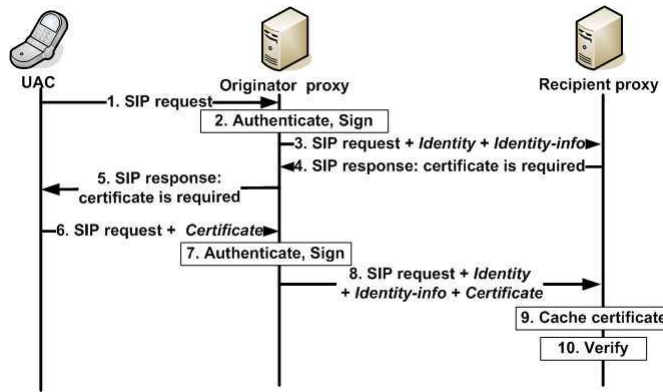 UAC
Originator proxy
Recipient proxy
1. SIP request
2. Authenticate, Sign
3. SIP request + Identity + Identity-info
4. SIP response: certificate is required
5. SIP response:
certificate is required
6. SIP request + Certificate
7. Authenticate, Sign
8. SIP request + Identity
+ Identity-info + Certificate
9. Cache certificate
10. Verify